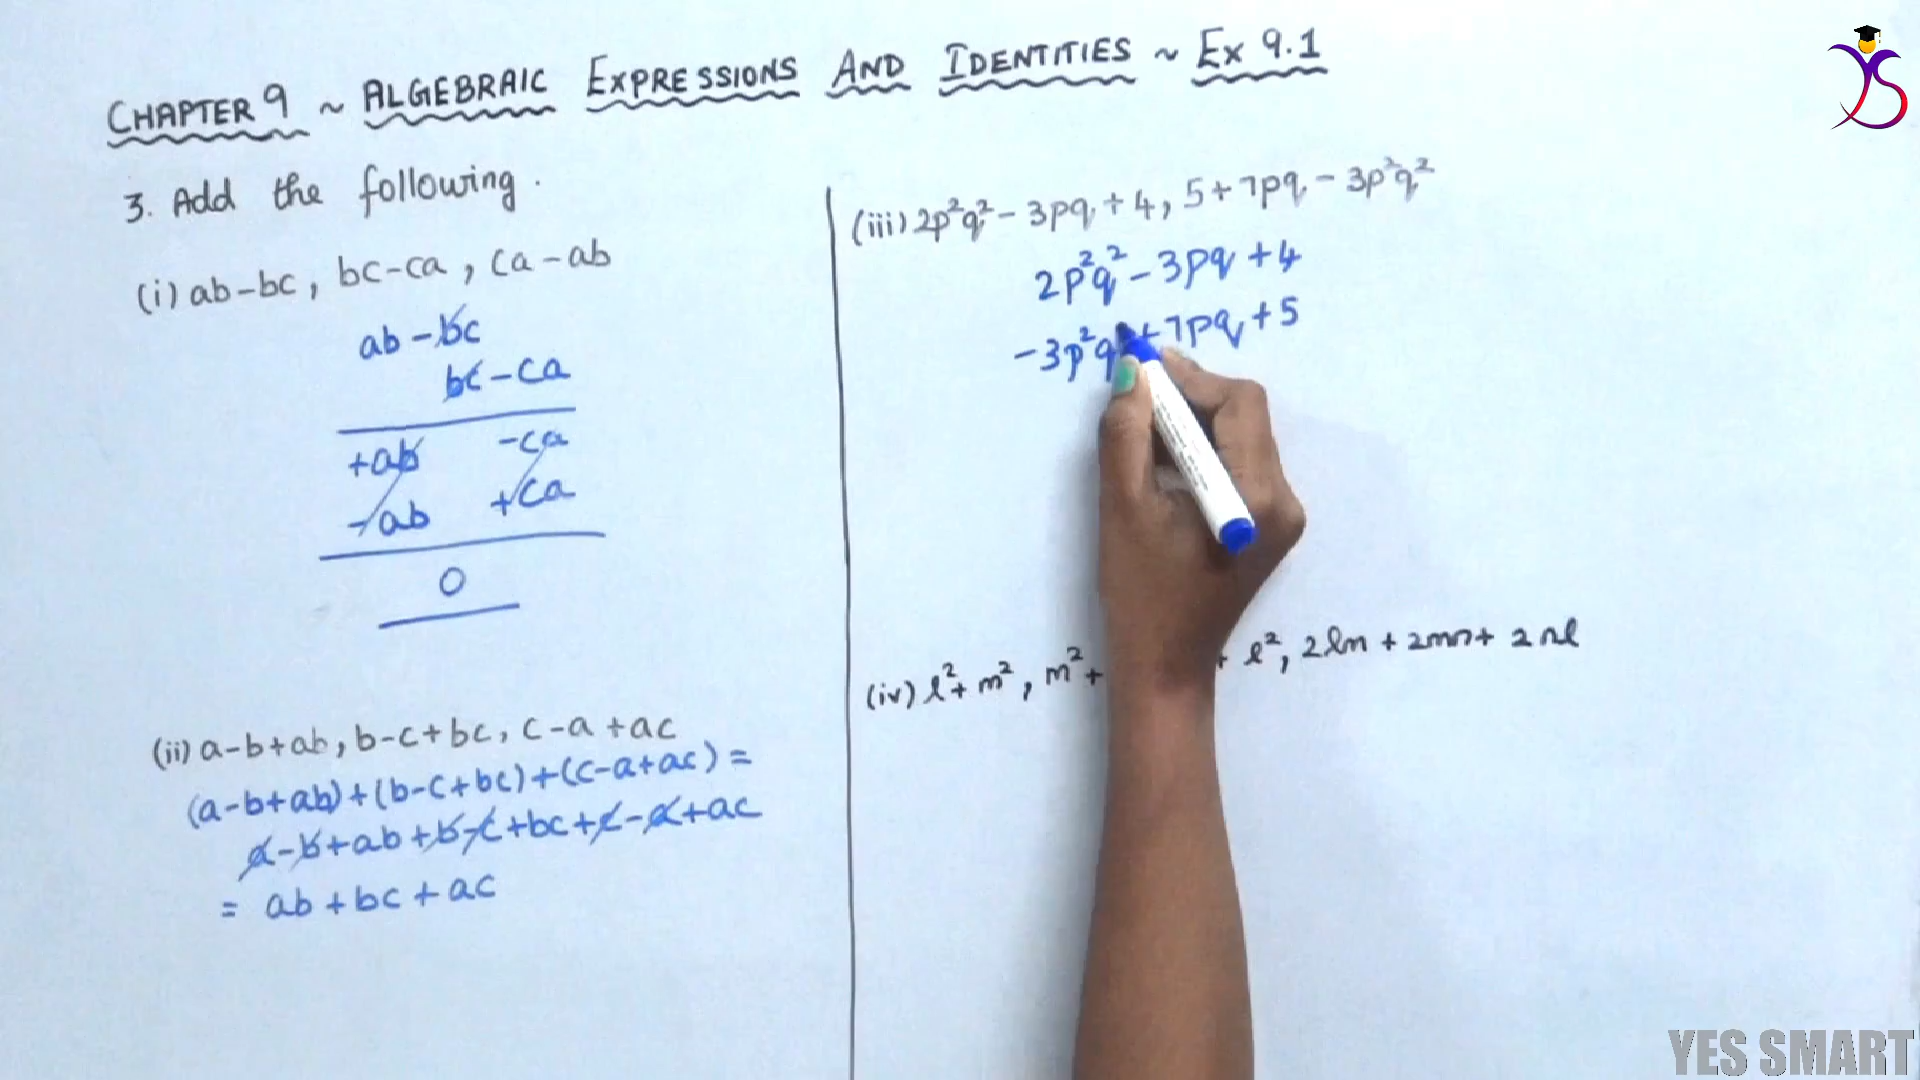 CHAPTER 9 ~ ALGEBRAIC EXPRESSIONS AND IDENTITIES ~ Ex 9.1
3. Add the following.
(i) ab-bc, bc-ca, ca-ab
ab-bc
bc-ca
+ab -ca
-ab +ca
0
(ii) a-b+ab, b-c+bc, c-a+ac
(a-b+ab)+(b-c+bc)+(c-a+ac) =
a-b+ab+b-c+bc+c-a+ac
= ab+bc+ac
(iii) 2p²q²-3pq+4, 5+7pq-3p²q²
2p²q²-3pq+4
-3p²q +7pq+5
(iv) l²+m², m²+ + l², 2lm+2mn+2nl
YS
YES SMART